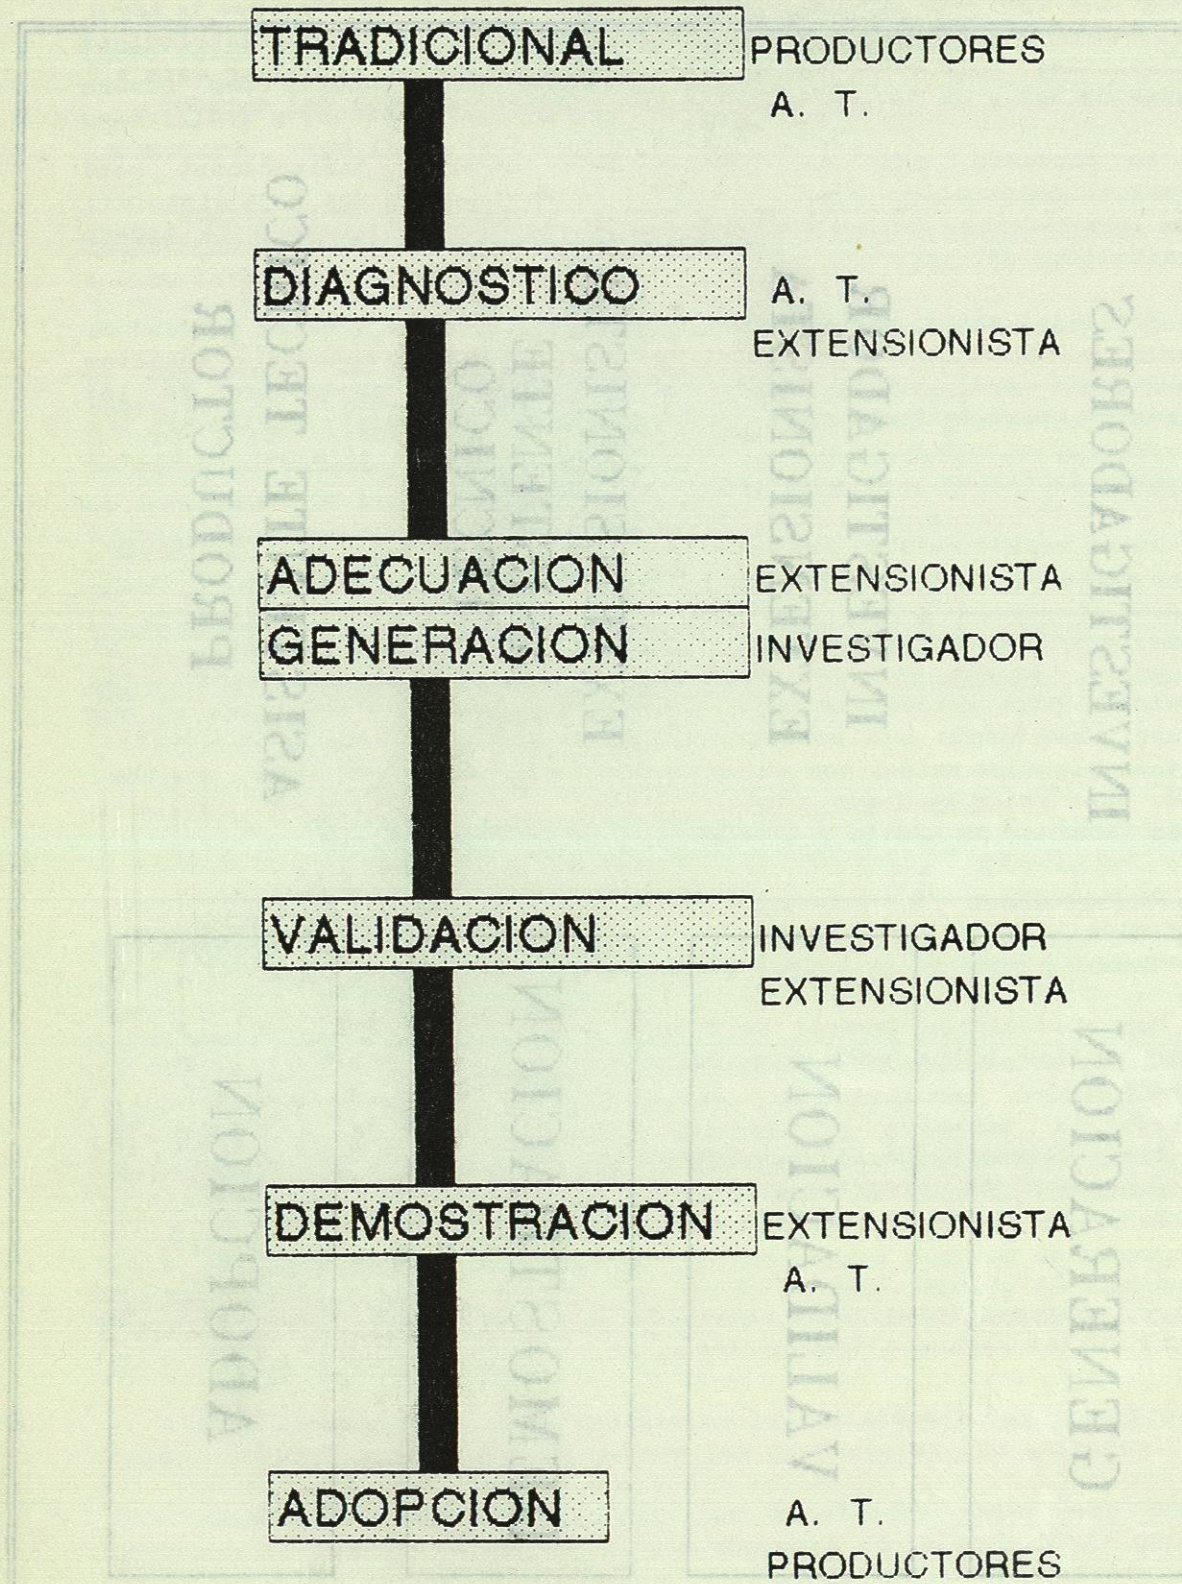 TRADICIONAL PRODUCTORES
A. T.
DIAGNOSTICO A. T.
EXTENSIONISTA
ADECUACION EXTENSIONISTA
GENERACION INVESTIGADOR
VALIDACION INVESTIGADOR
EXTENSIONISTA
DEMOSTRACION EXTENSIONISTA
A. T.
ADOPCION A. T.
PRODUCTORES